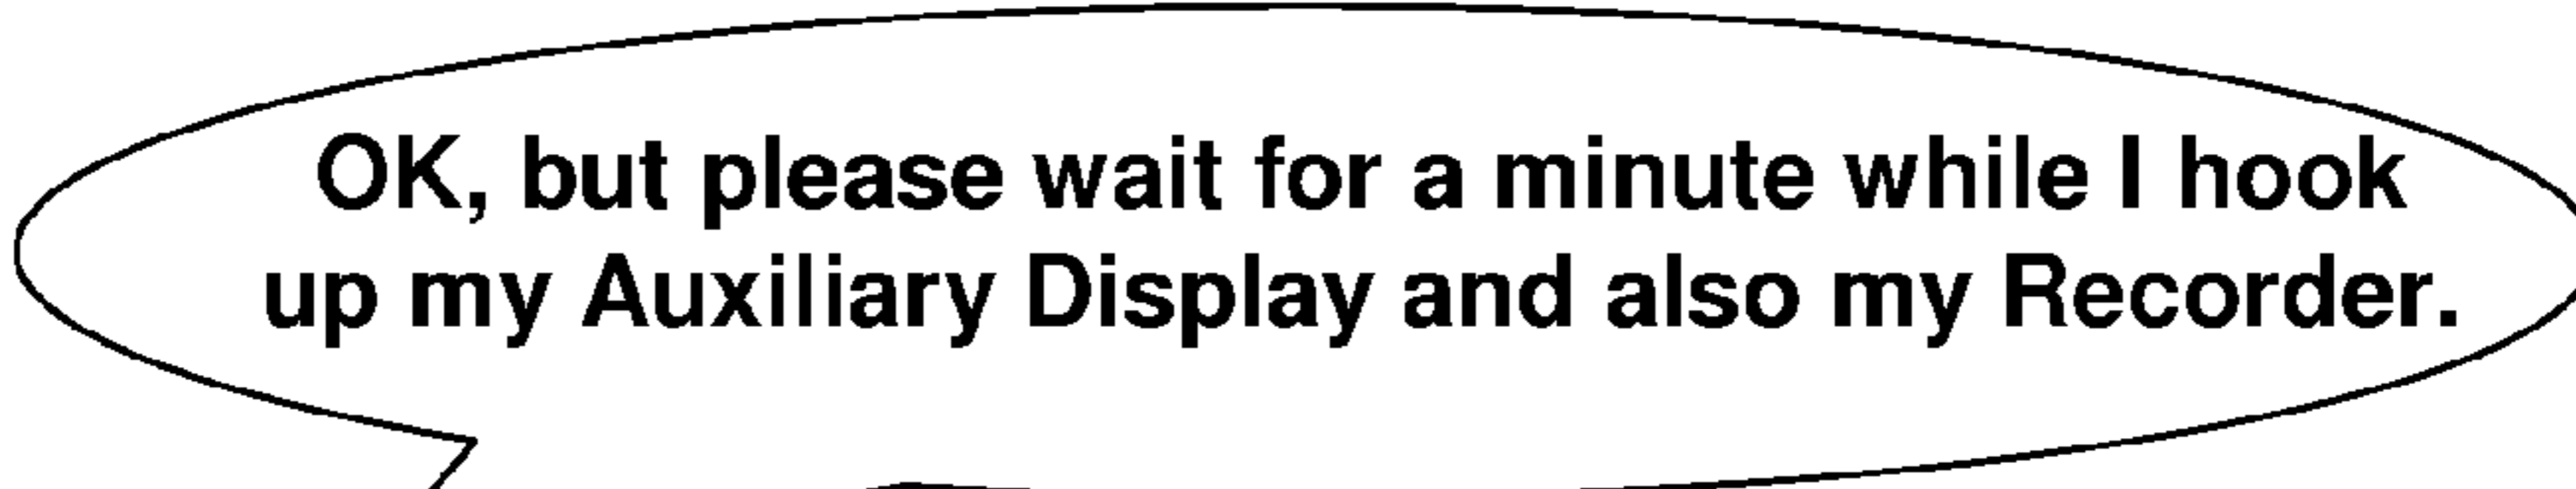 OK, but please wait for a minute while I hook
up my Auxiliary Display and also my Recorder.